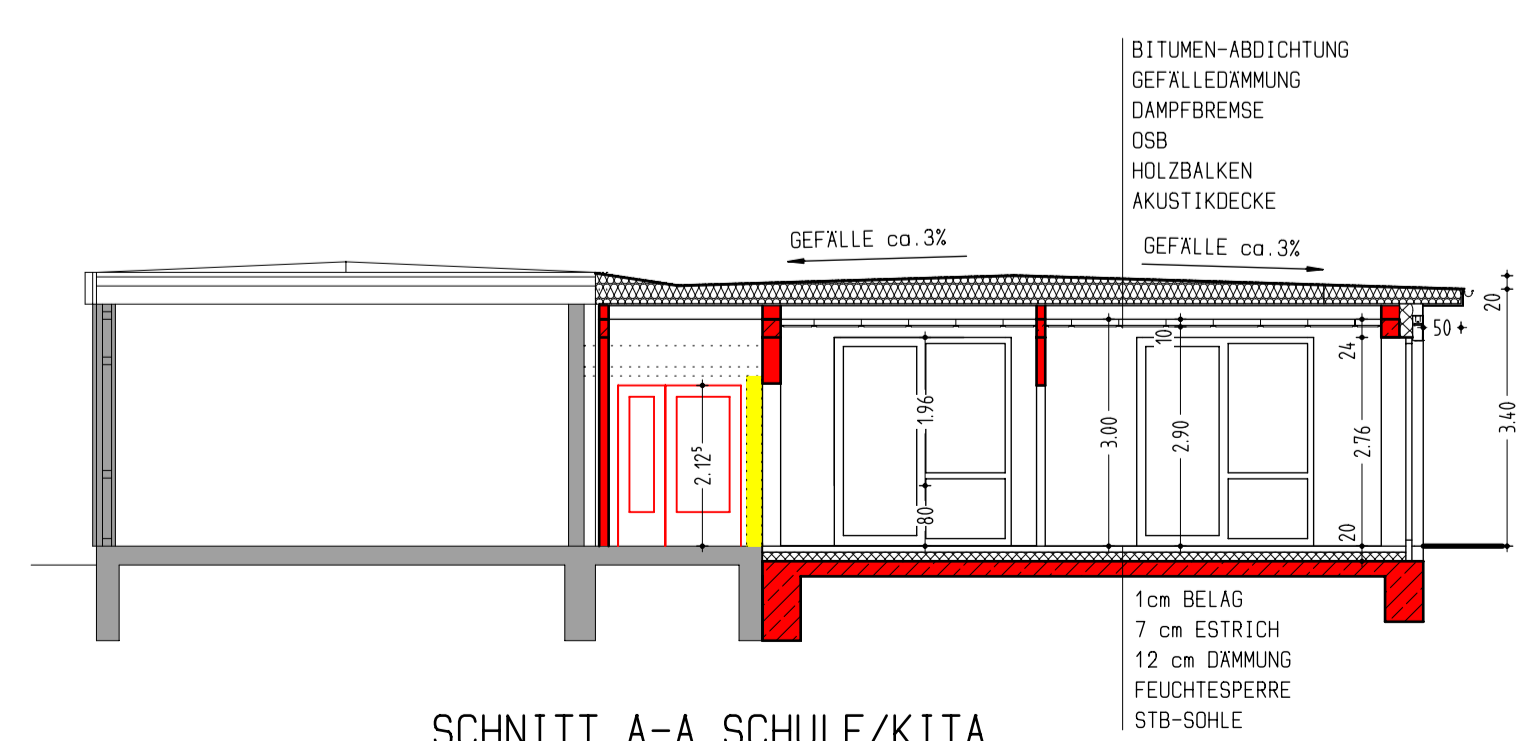 BITUMEN-ABDICHTUNG
GEFÄLLEDÄMMUNG
DAMPFBREMSE
OSB
HOLZBALKEN
AKUSTIKDECKE
GEFÄLLE ca.3%
GEFÄLLE ca.3%
20
50
10
24
1.96
3.00
2.90
2.76
3.40
2.12⁵
80
20
1cm BELAG
7 cm ESTRICH
12 cm DÄMMUNG
FEUCHTESPERRE
STB-SOHLE
SCHNITT A-A SCHULE/KITA